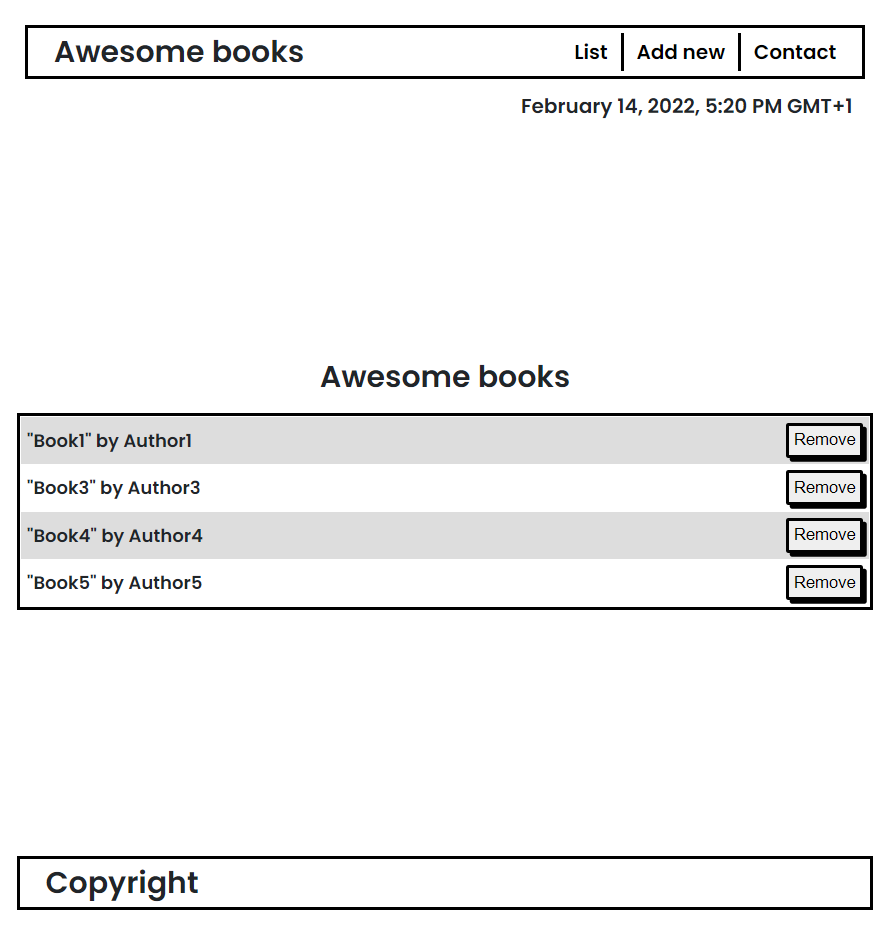 Awesome books List Add new Contact
February 14, 2022, 5:20 PM GMT+1
Awesome books
"Book1" by Author1 Remove
"Book3" by Author3 Remove
"Book4" by Author4 Remove
"Book5" by Author5 Remove
Copyright